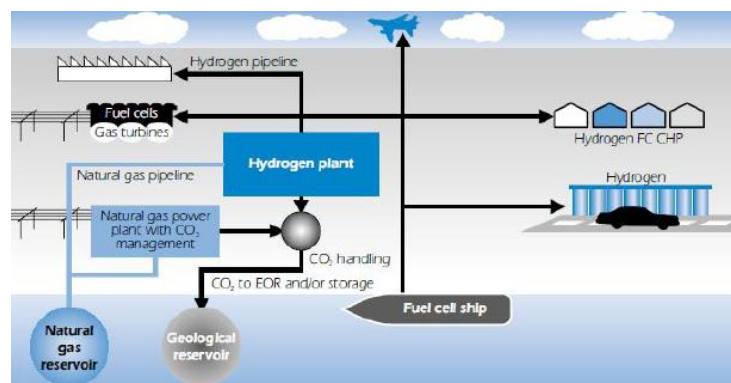 Hydrogen pipeline
Fuel cells
Gas turbines
Hydrogen FC CHP
Hydrogen plant
Natural gas pipeline
Hydrogen
Natural gas power
plant with CO₂
management
CO₂ handling
CO₂ to EOR and/or storage
Fuel cell ship
Natural
gas
reservoir
Geological
reservoir